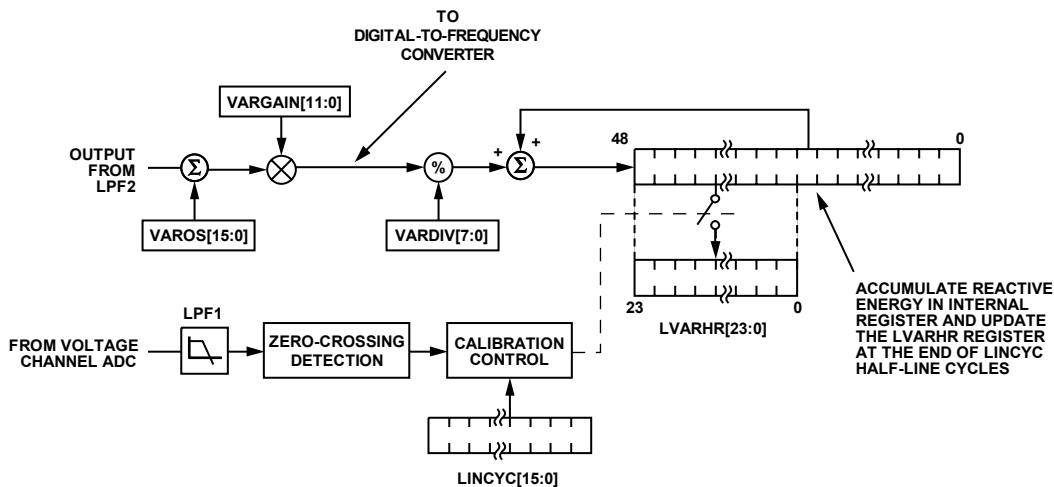 TO
DIGITAL-TO-FREQUENCY
CONVERTER
VARGAIN[11:0]
OUTPUT
FROM
LPF2
Σ
%
+
Σ
+
48
0
VAROS[15:0]
VARDIV[7:0]
23
0
LVARHR[23:0]
ACCUMULATE REACTIVE
ENERGY IN INTERNAL
REGISTER AND UPDATE
THE LVARHR REGISTER
AT THE END OF LINCYC
HALF-LINE CYCLES
FROM VOLTAGE
CHANNEL ADC
LPF1
ZERO-CROSSING
DETECTION
CALIBRATION
CONTROL
LINCYC[15:0]